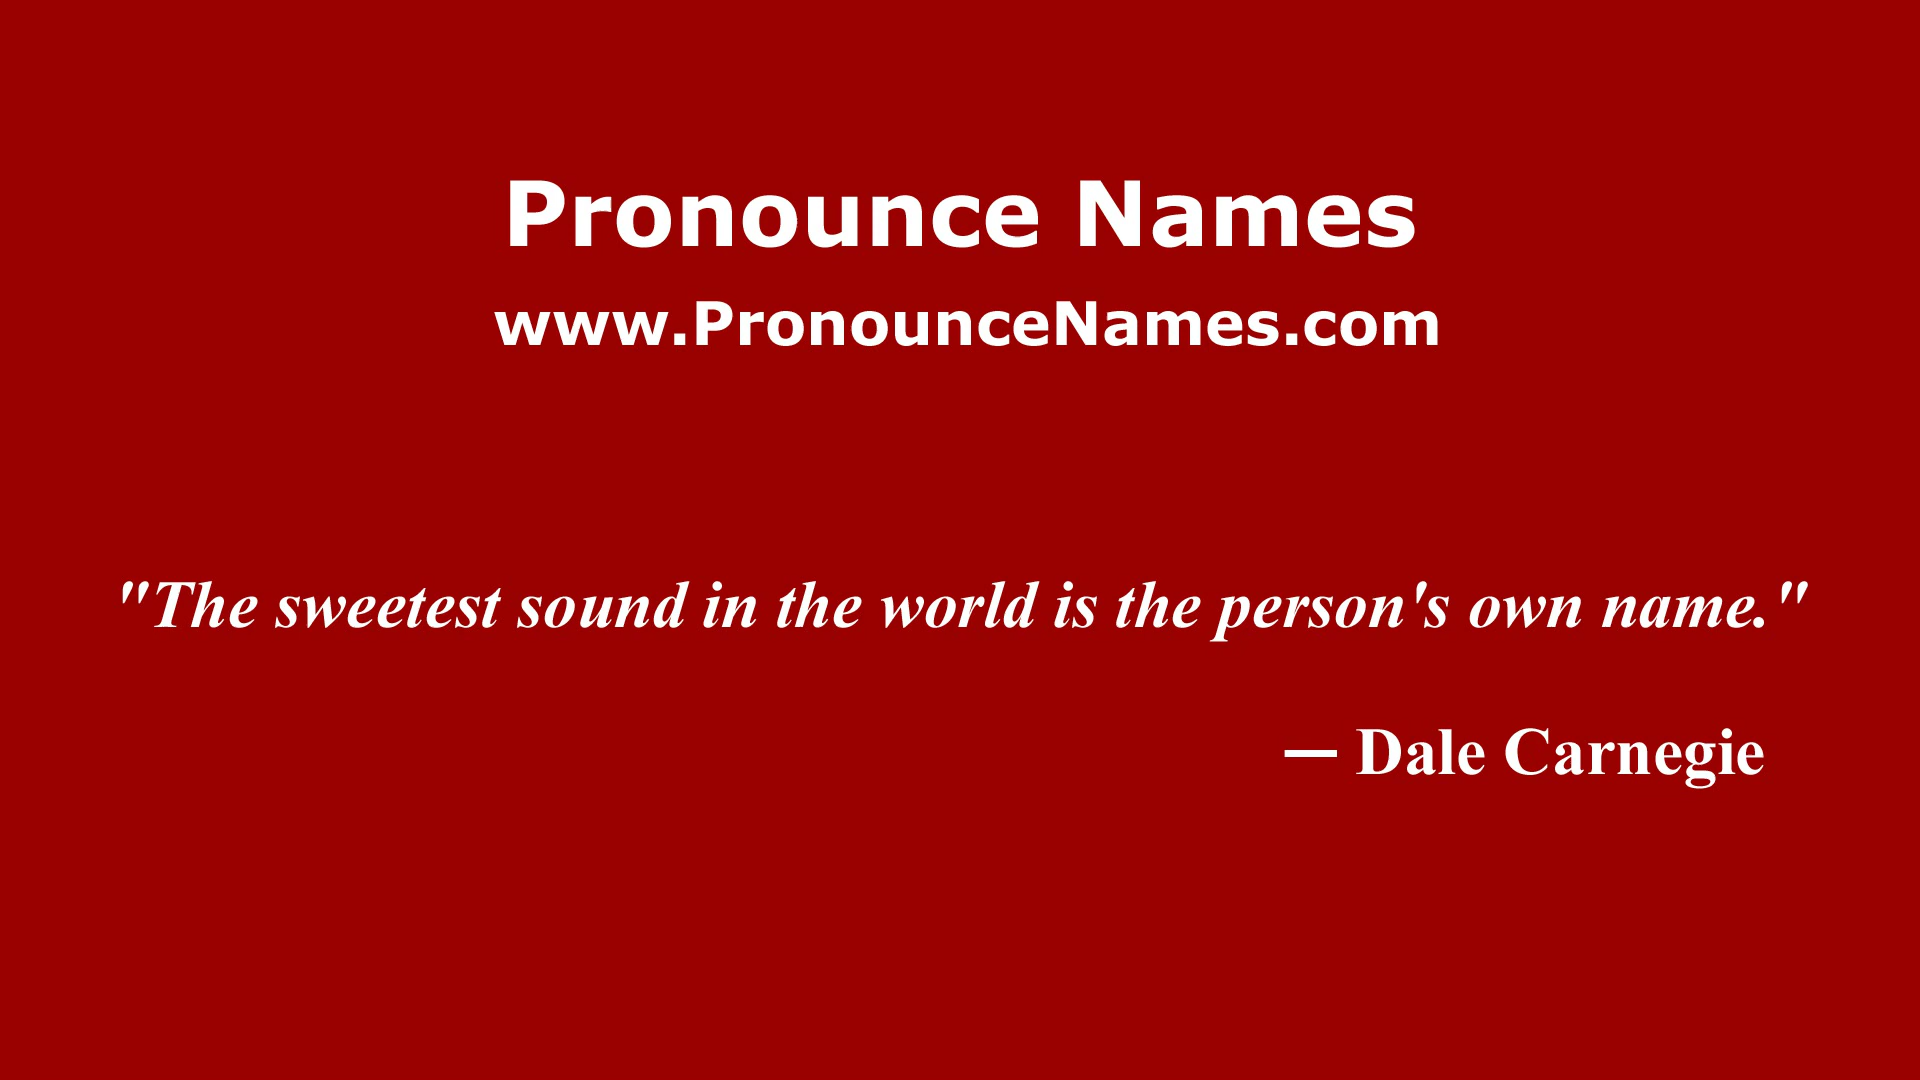 Pronounce Names
www.PronounceNames.com
"The sweetest sound in the world is the person's own name."
— Dale Carnegie